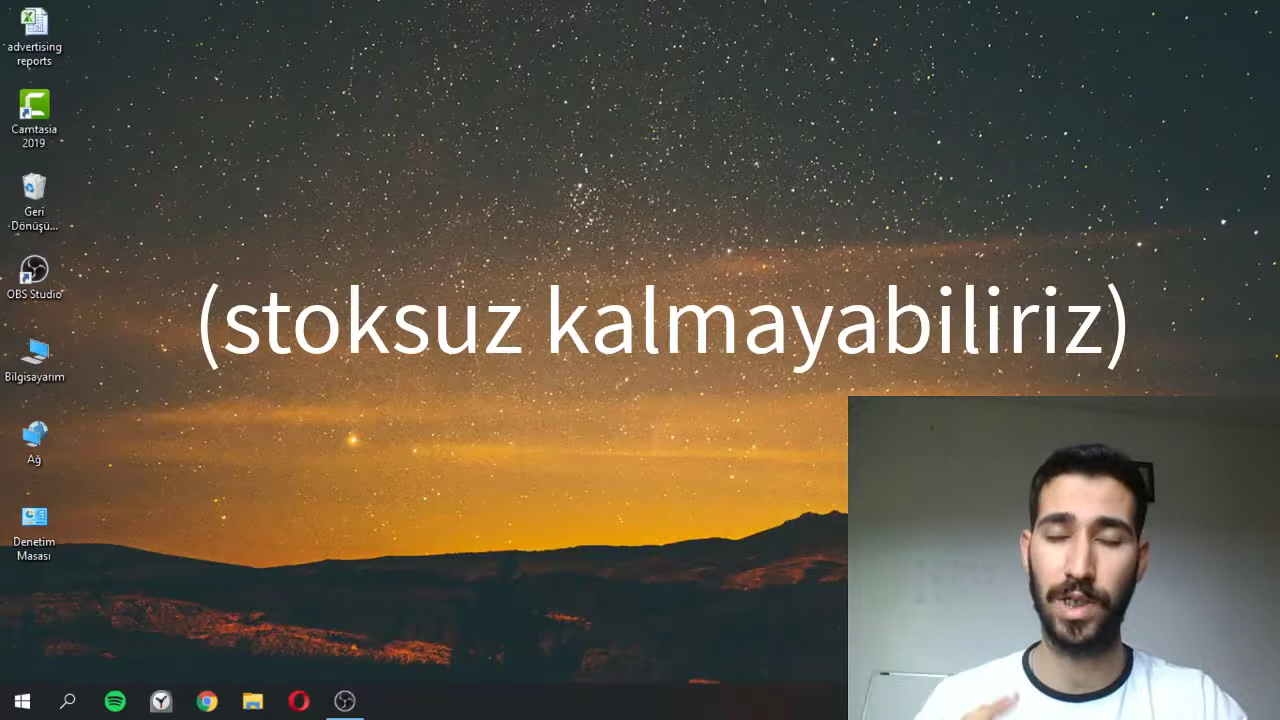 advertising
reports
Camtasia
2019
Geri
Dönüşü...
OBS Studio
Bilgisayarım
Ağ
Denetim
Masası
(stoksuz kalmayabiliriz)